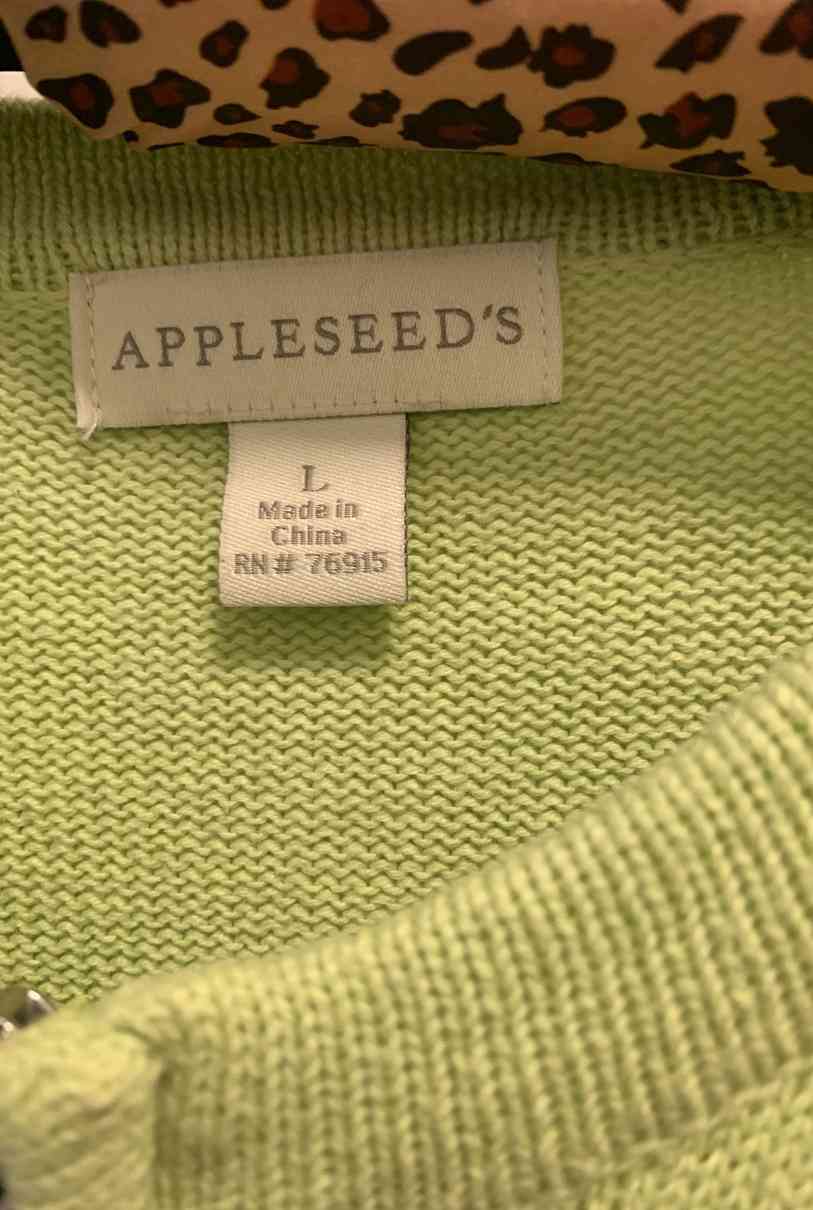 APPLESEED'S
L
Made in
China
RN# 76915